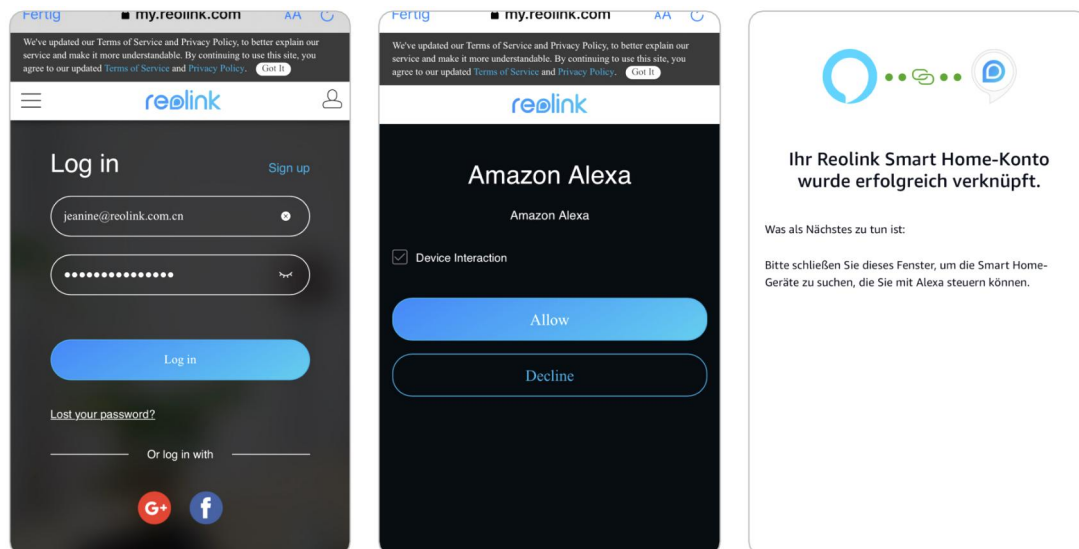 Fertig my.reolink.com AA
We've updated our Terms of Service and Privacy Policy, to better explain our
service and make it more understandable. By continuing to use this site, you
agree to our updated Terms of Service and Privacy Policy. Got It
reolink
Log in
Sign up
jeanine@reolink.com.cn
Log in
Lost your password?
Or log in with
G+ f
Fertig my.reolink.com AA
We've updated our Terms of Service and Privacy Policy, to better explain our
service and make it more understandable. By continuing to use this site, you
agree to our updated Terms of Service and Privacy Policy. Got It
reolink
Amazon Alexa
Amazon Alexa
Device Interaction
Allow
Decline
Ihr Reolink Smart Home-Konto
wurde erfolgreich verknüpft.
Was als Nächstes zu tun ist:
Bitte schließen Sie dieses Fenster, um die Smart Home-
Geräte zu suchen, die Sie mit Alexa steuern können.